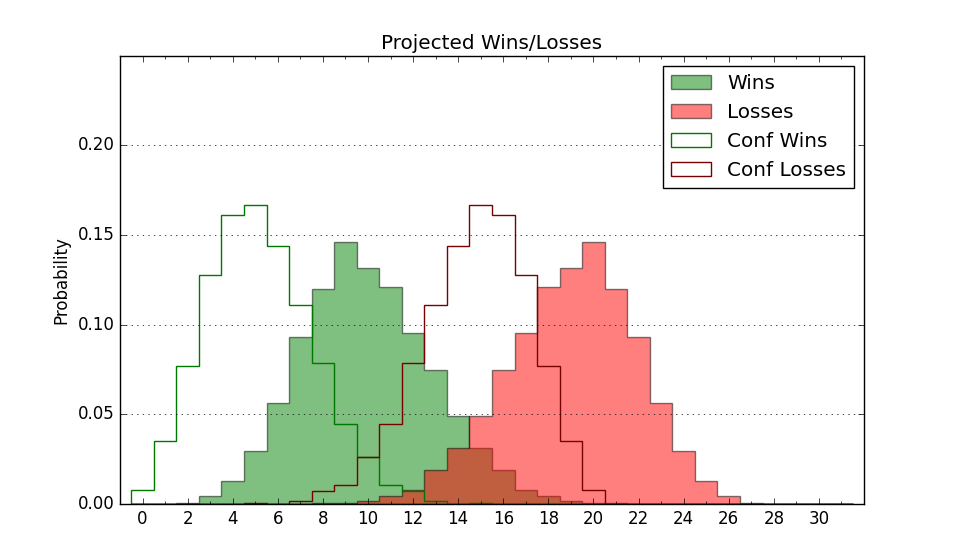 Projected Wins/Losses
Wins
Losses
Conf Wins
Conf Losses
Probability
0.20
0.15
0.10
0.05
0.00
0 2 4 6 8 10 12 14 16 18 20 22 24 26 28 30